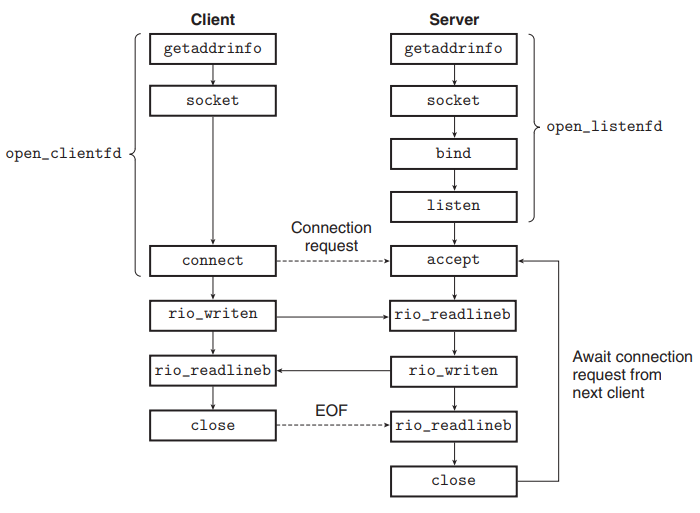 Client
Server
getaddrinfo
getaddrinfo
socket
socket
open_clientfd
open_listenfd
bind
listen
Connection
request
connect
accept
rio_writen
rio_readlineb
rio_readlineb
rio_writen
Await connection
request from
next client
EOF
close
rio_readlineb
close